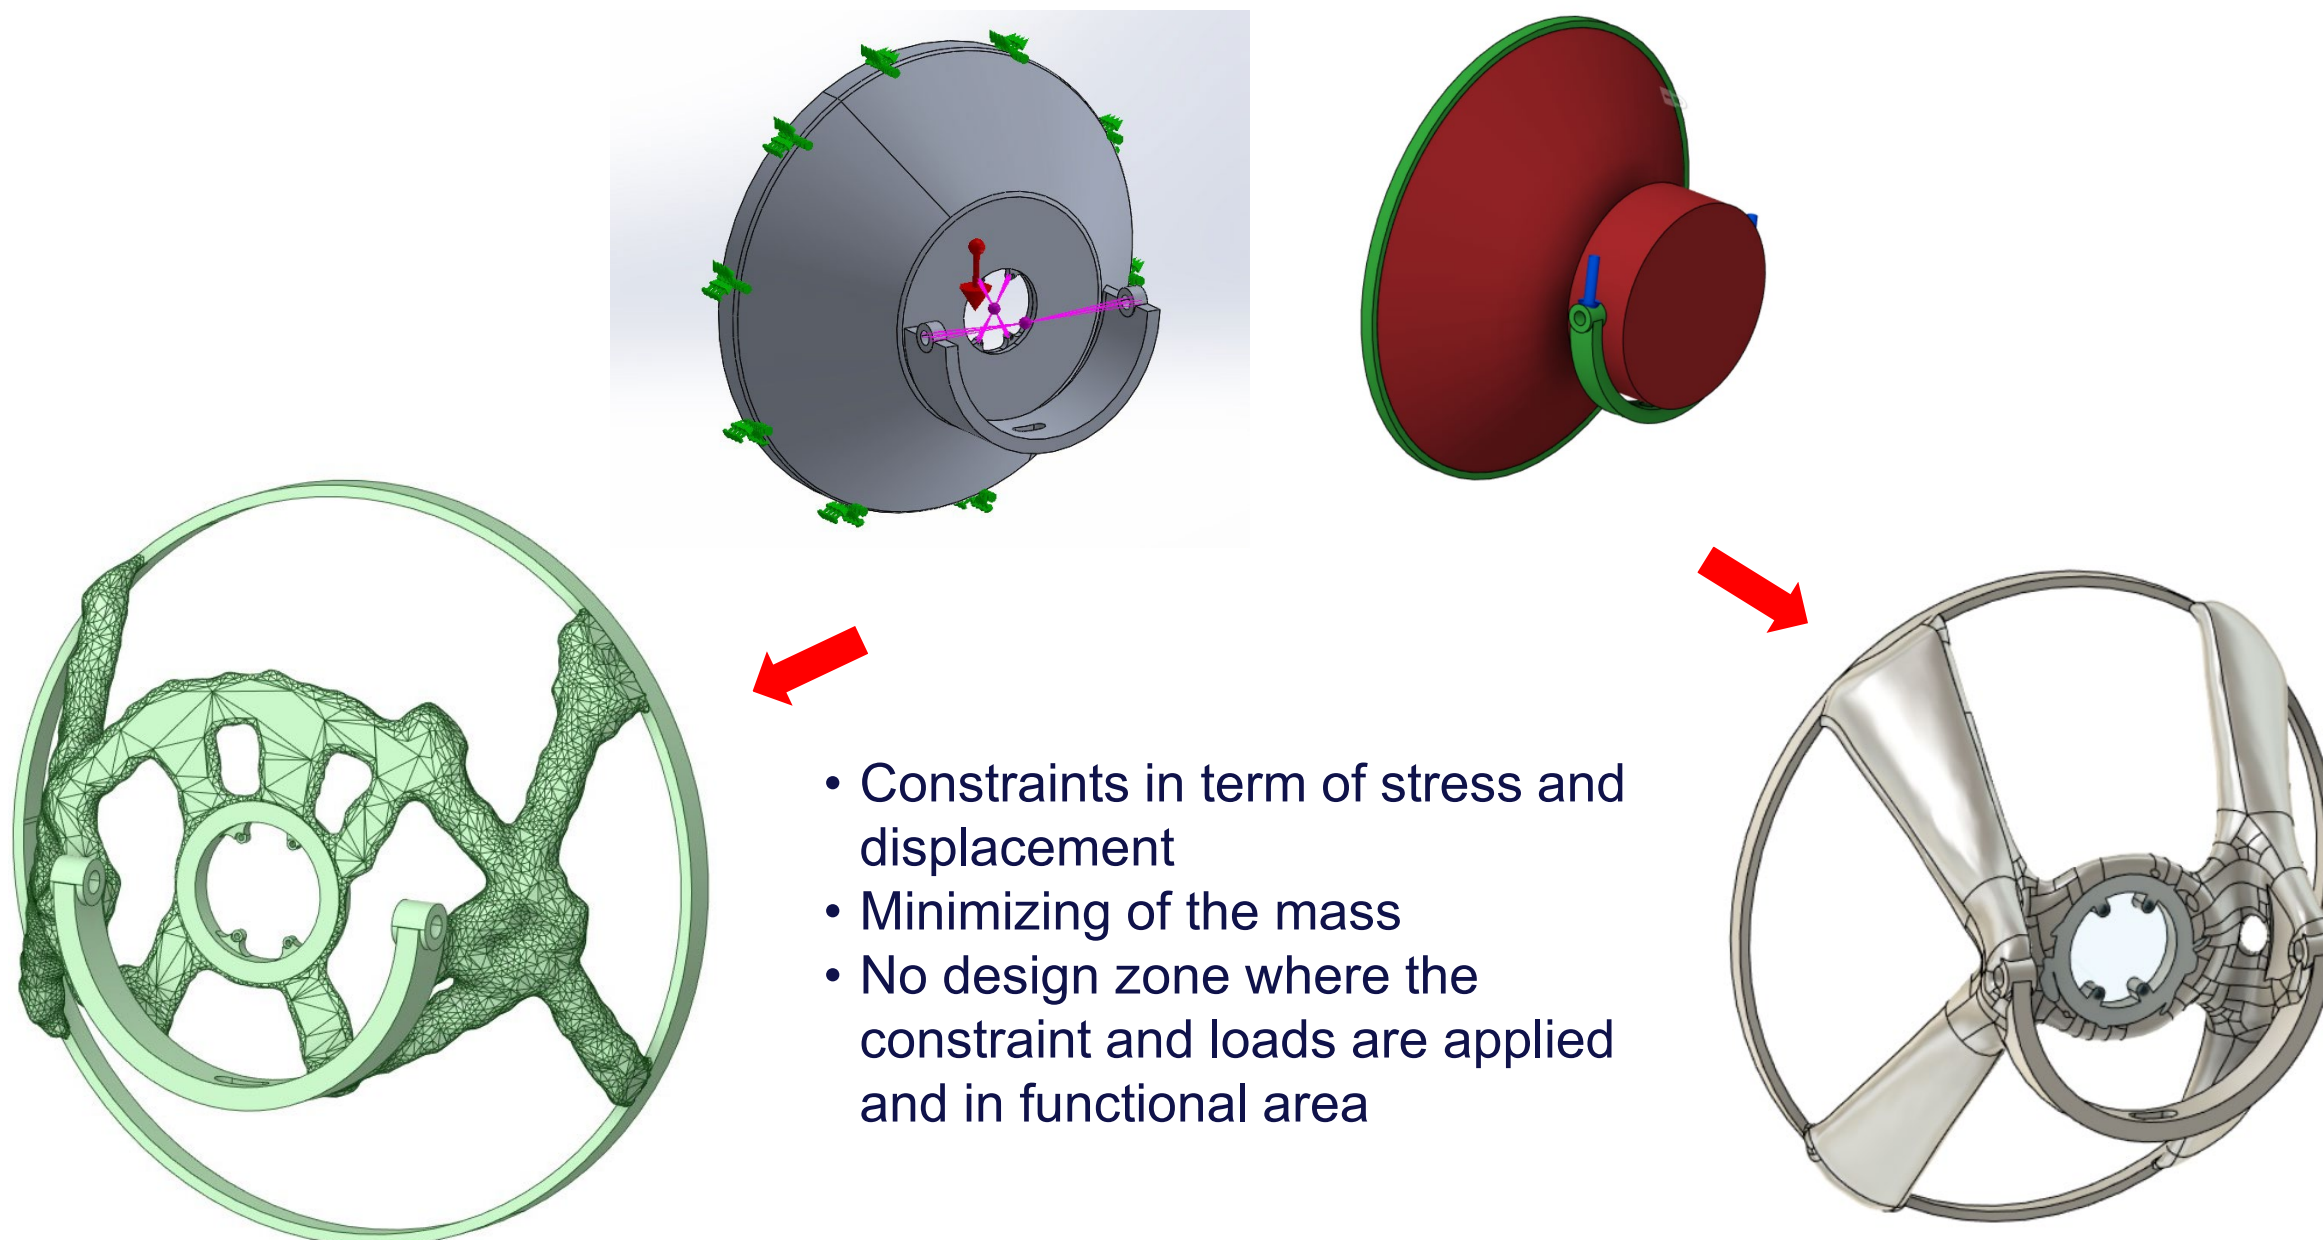 • Constraints in term of stress and
displacement
• Minimizing of the mass
• No design zone where the
constraint and loads are applied
and in functional area